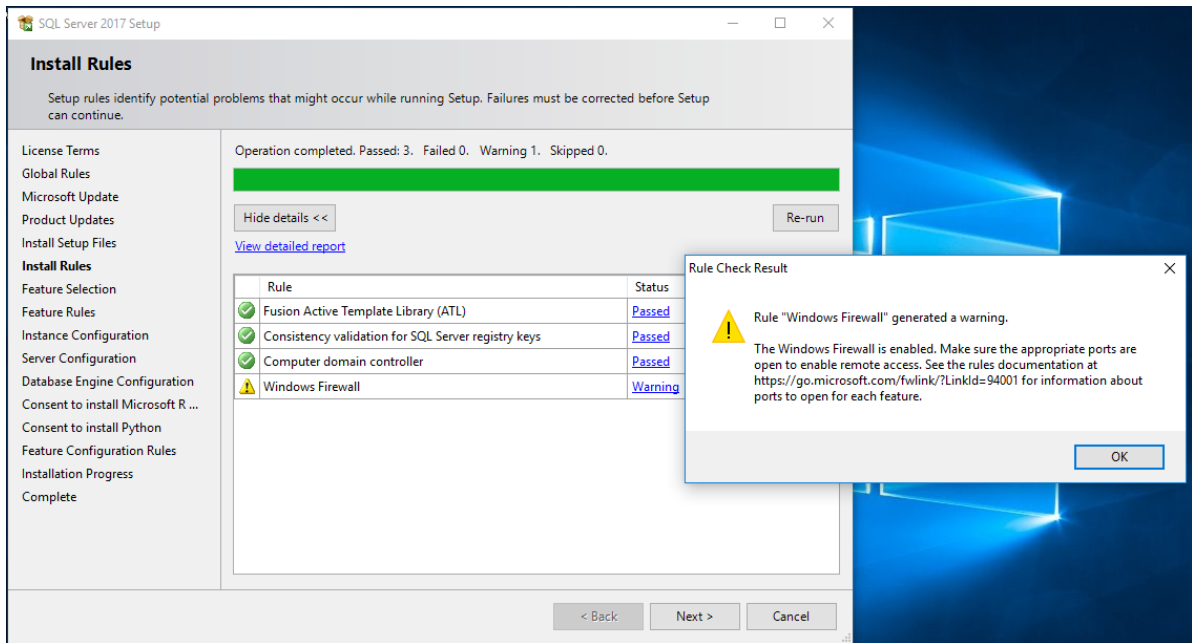 SQL Server 2017 Setup
Install Rules
Setup rules identify potential problems that might occur while running Setup. Failures must be corrected before Setup
can continue.
License Terms
Global Rules
Microsoft Update
Product Updates
Install Setup Files
Install Rules
Feature Selection
Feature Rules
Instance Configuration
Server Configuration
Database Engine Configuration
Consent to install Microsoft R ...
Consent to install Python
Feature Configuration Rules
Installation Progress
Complete
Operation completed. Passed: 3. Failed 0. Warning 1. Skipped 0.
Hide details <<
Re-run
View detailed report
Rule Status
Fusion Active Template Library (ATL) Passed
Consistency validation for SQL Server registry keys Passed
Computer domain controller Passed
Windows Firewall Warning
< Back Next > Cancel
Rule Check Result
Rule "Windows Firewall" generated a warning.
The Windows Firewall is enabled. Make sure the appropriate ports are
open to enable remote access. See the rules documentation at
https://go.microsoft.com/fwlink/?LinkId=94001 for information about
ports to open for each feature.
OK